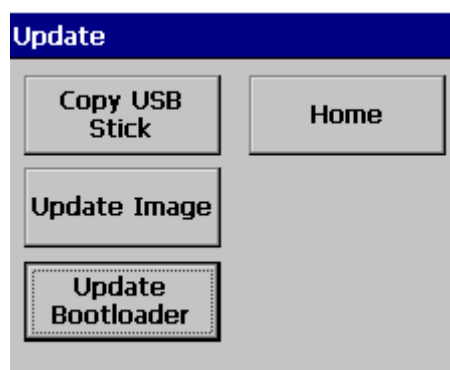 Update
Copy USB
Stick
Home
Update Image
Update
Bootloader